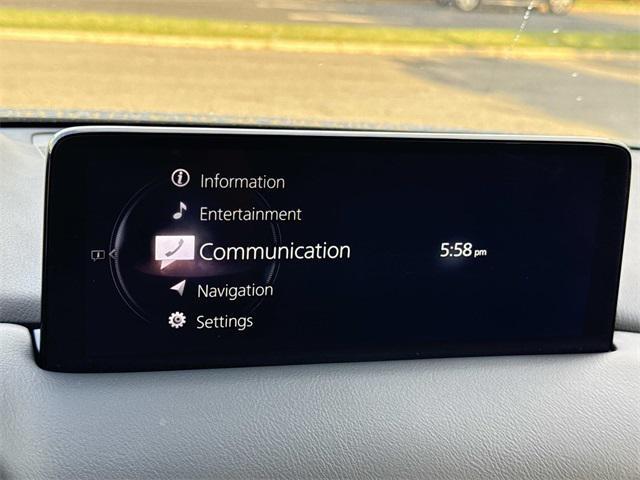 Information
Entertainment
Communication
5:58 pm
Navigation
Settings